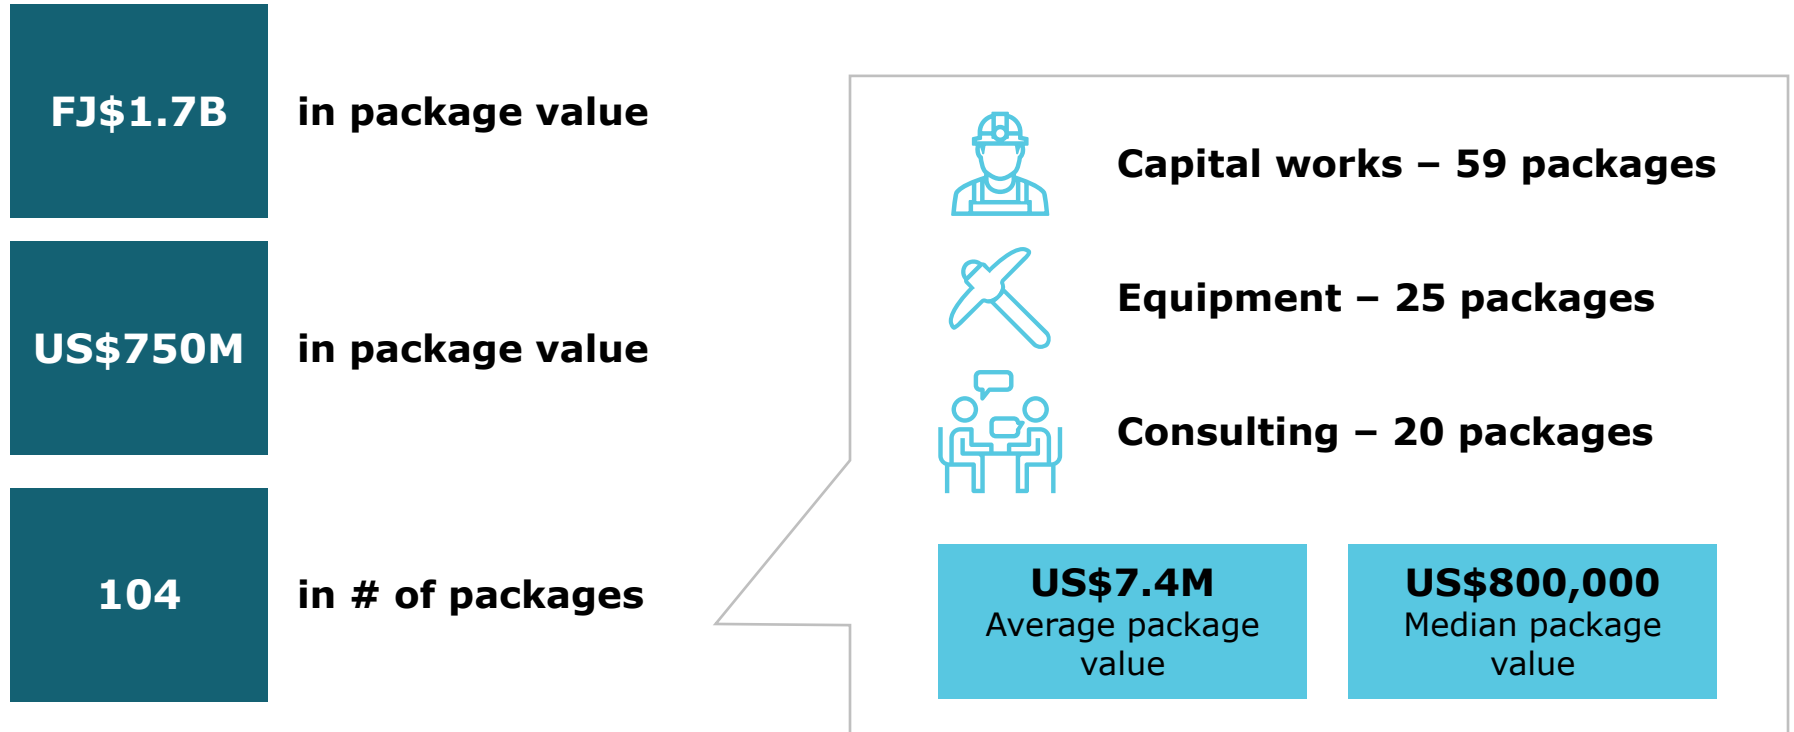 FJ$1.7B
in package value
US$750M
in package value
104
in # of packages
Capital works – 59 packages
Equipment – 25 packages
Consulting – 20 packages
US$7.4M
Average package
value
US$800,000
Median package
value